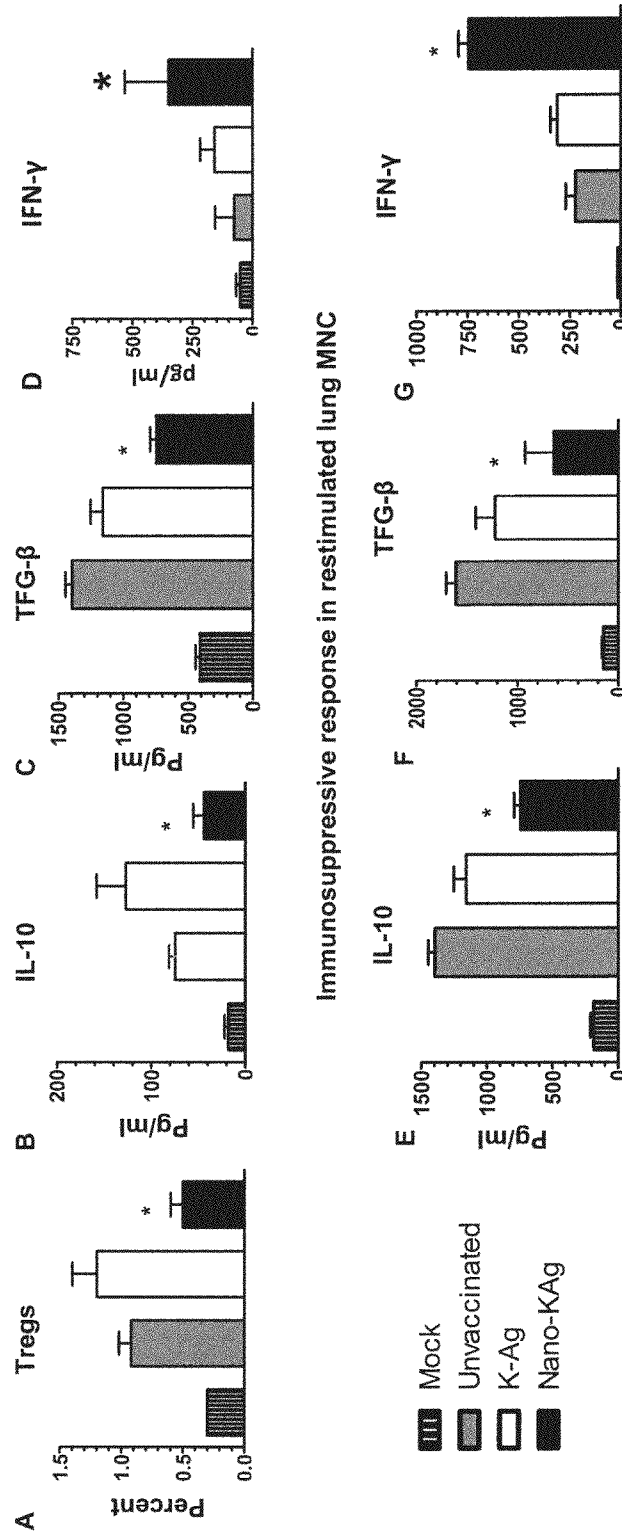 A
Tregs
Percent
1.5
1.0
0.5
0.0
*
B
IL-10
Pg/ml
200
100
0
*
C
TFG-β
Pg/ml
1500
1000
500
0
*
D
IFN-γ
pg/ml
750
500
250
0
*
Immunosuppressive response in restimulated lung MNC
Mock
Unvaccinated
K-Ag
Nano-KAg
E
IL-10
Pg/ml
1500
1000
500
0
*
F
TFG-β
2000
1000
0
*
G
IFN-γ
1000
750
500
250
0
*